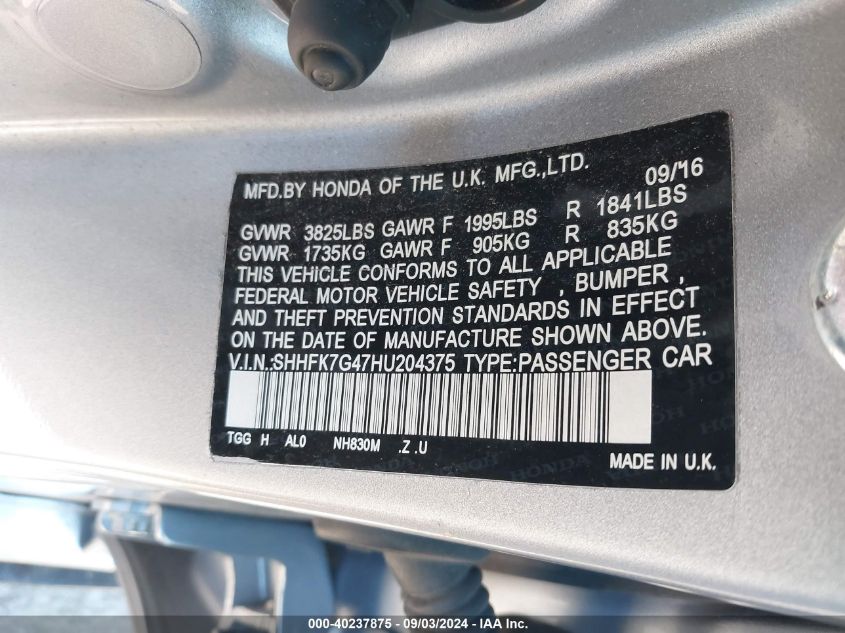 MFD.BY HONDA OF THE U.K. MFG.,LTD. 09/16
GVWR 3825LBS GAWR F 1995LBS R 1841LBS
GVWR 1735KG GAWR F 905KG R 835KG
THIS VEHICLE CONFORMS TO ALL APPLICABLE
FEDERAL MOTOR VEHICLE SAFETY , BUMPER ,
AND THEFT PREVENTION STANDARDS IN EFFECT
ON THE DATE OF MANUFACTURE SHOWN ABOVE.
V.I.N.:SHHFK7G47HU204375 TYPE:PASSENGER CAR
TGG H AL0 NH830M .Z .U
MADE IN U.K.
000-40237875 - 09/03/2024 - IAA Inc.